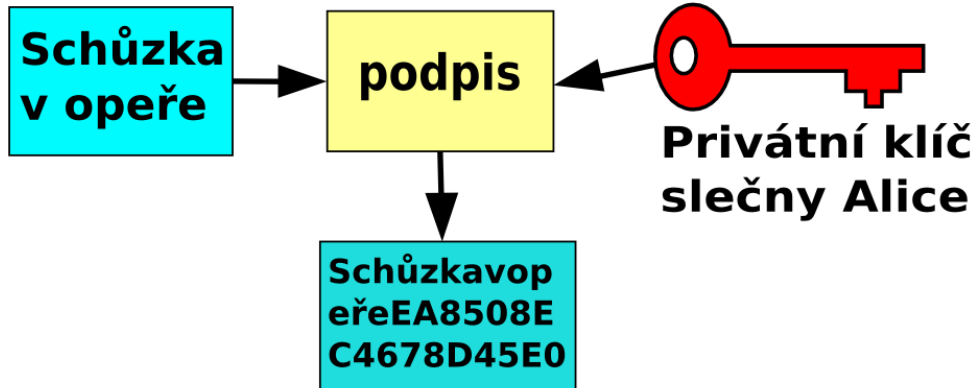 Schůzka
v opeře
podpis
Privátní klíč
slečny Alice
Schůzkavop
eřeEA8508E
C4678D45E0